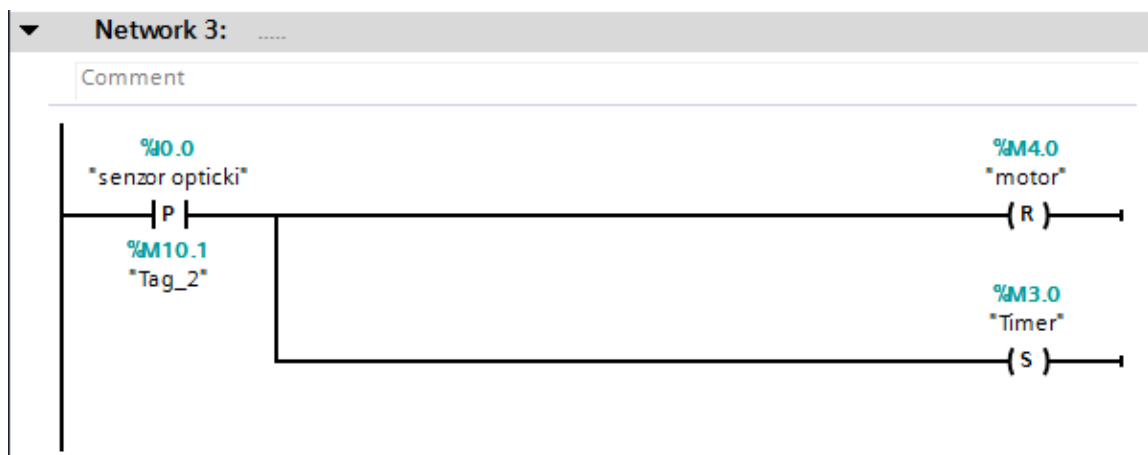 Network 3: .....
Comment
%I0.0
"senzor opticki"
P
%M10.1
"Tag_2"
%M4.0
"motor"
R
%M3.0
"Timer"
S